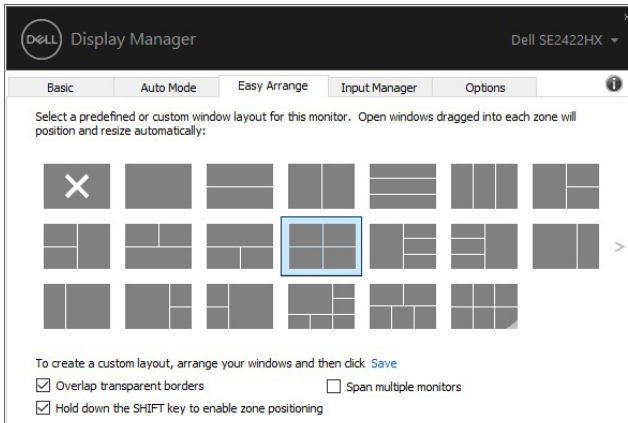 DELL Display Manager
Dell SE2422HX
Basic Auto Mode Easy Arrange Input Manager Options
Select a predefined or custom window layout for this monitor. Open windows dragged into each zone will
position and resize automatically:
To create a custom layout, arrange your windows and then click Save
Overlap transparent borders
Span multiple monitors
Hold down the SHIFT key to enable zone positioning